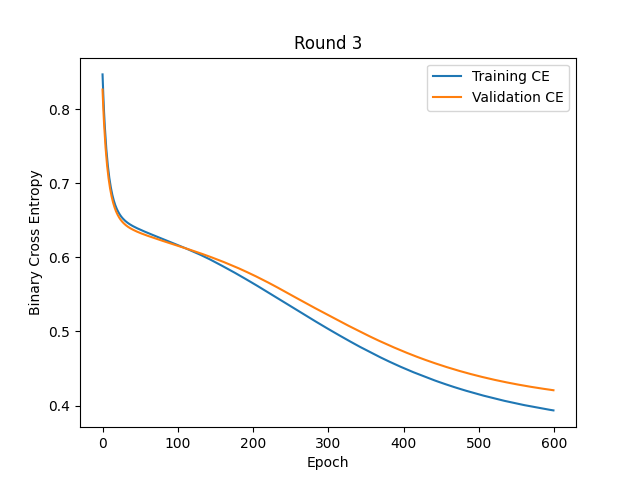 Round 3
Training CE
Validation CE
Binary Cross Entropy
0.8
0.7
0.6
0.5
0.4
0 100 200 300 400 500 600
Epoch